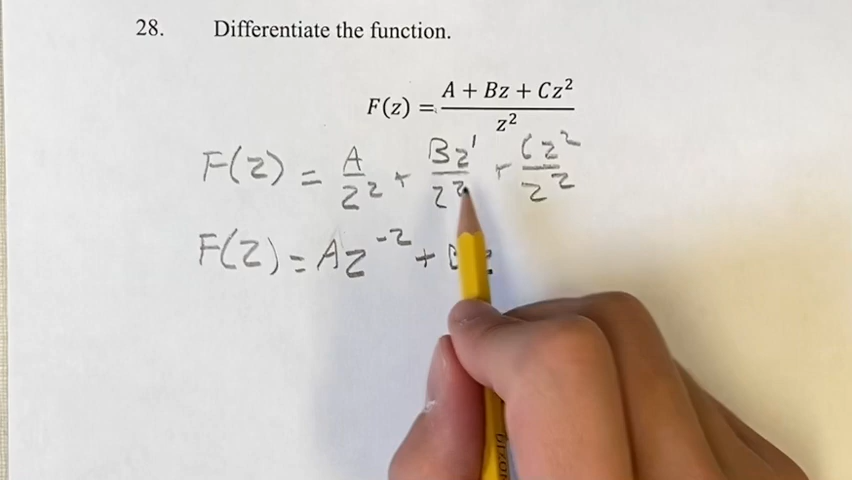 28. Differentiate the function.
F(z) = A + Bz + Cz² / z²
F(z) = A/z² + Bz¹/z² + Cz²/z²
F(z) = Az⁻² +